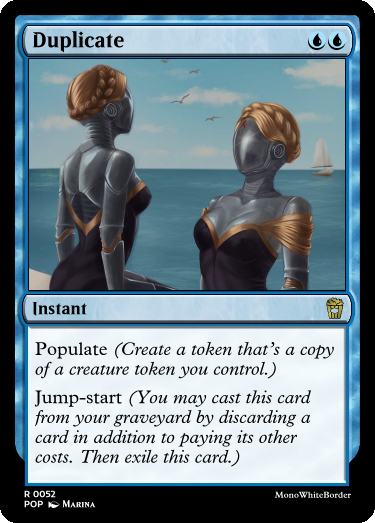 Duplicate
Instant
Populate (Create a token that's a copy
of a creature token you control.)
Jump-start (You may cast this card
from your graveyard by discarding a
card in addition to paying its other
costs. Then exile this card.)
R 0052
POP Marina
MonoWhiteBorder